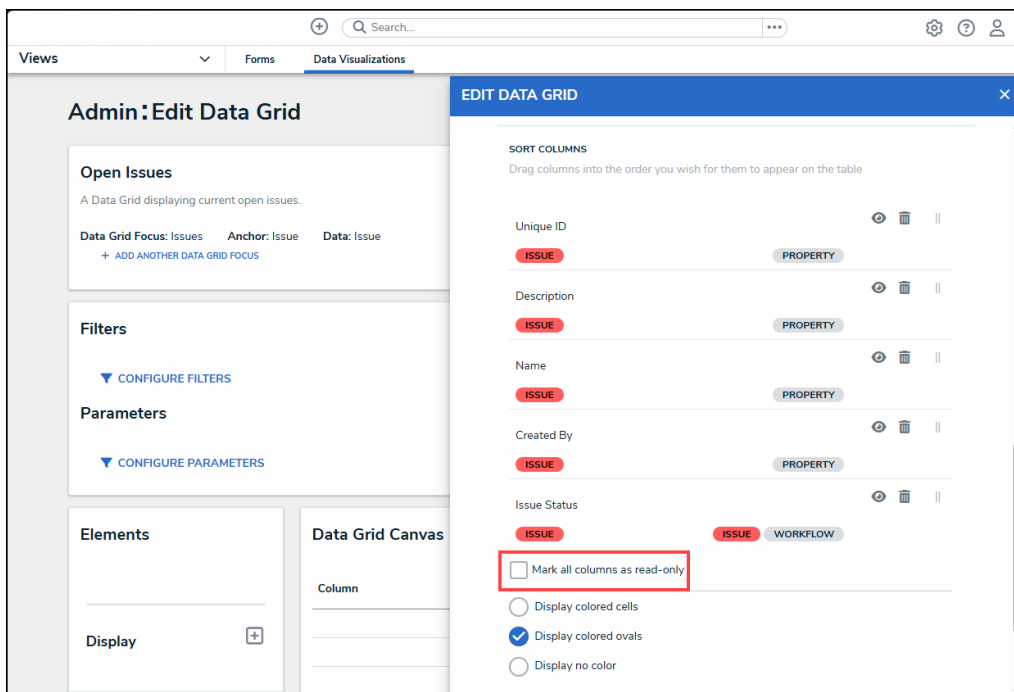 Search...
Views
Forms
Data Visualizations
Admin:Edit Data Grid
Open Issues
A Data Grid displaying current open issues.
Data Grid Focus: Issues Anchor: Issue Data: Issue
+ ADD ANOTHER DATA GRID FOCUS
Filters
CONFIGURE FILTERS
Parameters
CONFIGURE PARAMETERS
Elements
Display
Data Grid Canvas
Column
EDIT DATA GRID
SORT COLUMNS
Drag columns into the order you wish for them to appear on the table
Unique ID
ISSUE PROPERTY
Description
ISSUE PROPERTY
Name
ISSUE PROPERTY
Created By
ISSUE PROPERTY
Issue Status
ISSUE ISSUE WORKFLOW
Mark all columns as read-only
Display colored cells
Display colored ovals
Display no color